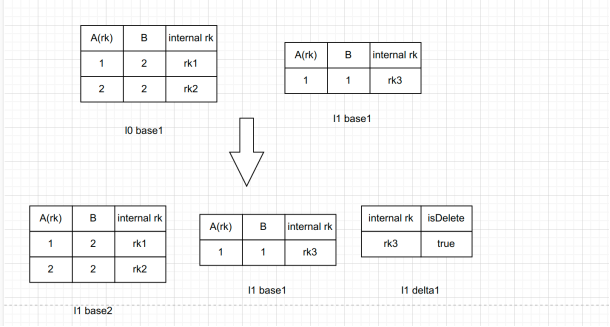 A(rk) B internal rk
1 2 rk1
2 2 rk2
l0 base1
A(rk) B internal rk
1 1 rk3
l1 base1
A(rk) B internal rk
1 2 rk1
2 2 rk2
l1 base2
A(rk) B internal rk
1 1 rk3
l1 base1
internal rk isDelete
rk3 true
l1 delta1